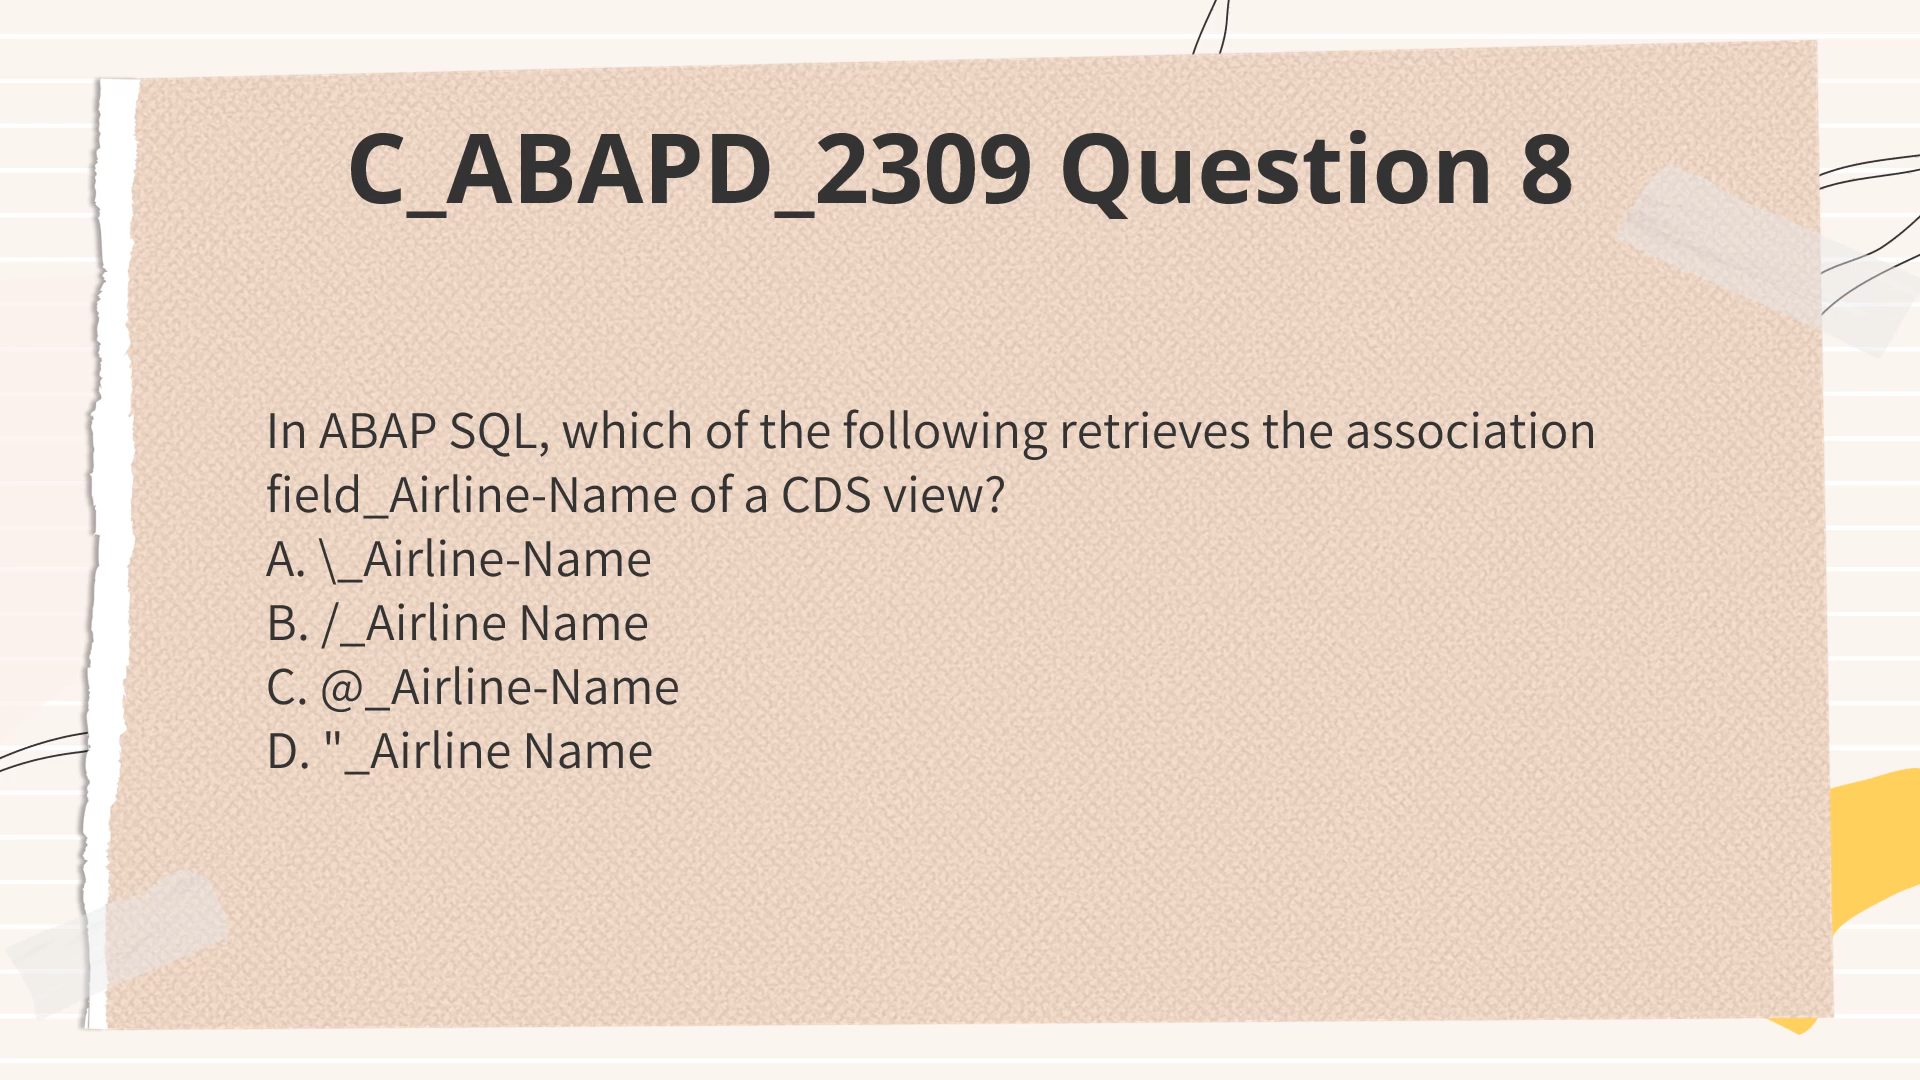 C_ABAPD_2309 Question 8
In ABAP SQL, which of the following retrieves the association
field_Airline-Name of a CDS view?
A. \_Airline-Name
B. /_Airline Name
C. @_Airline-Name
D. "_Airline Name